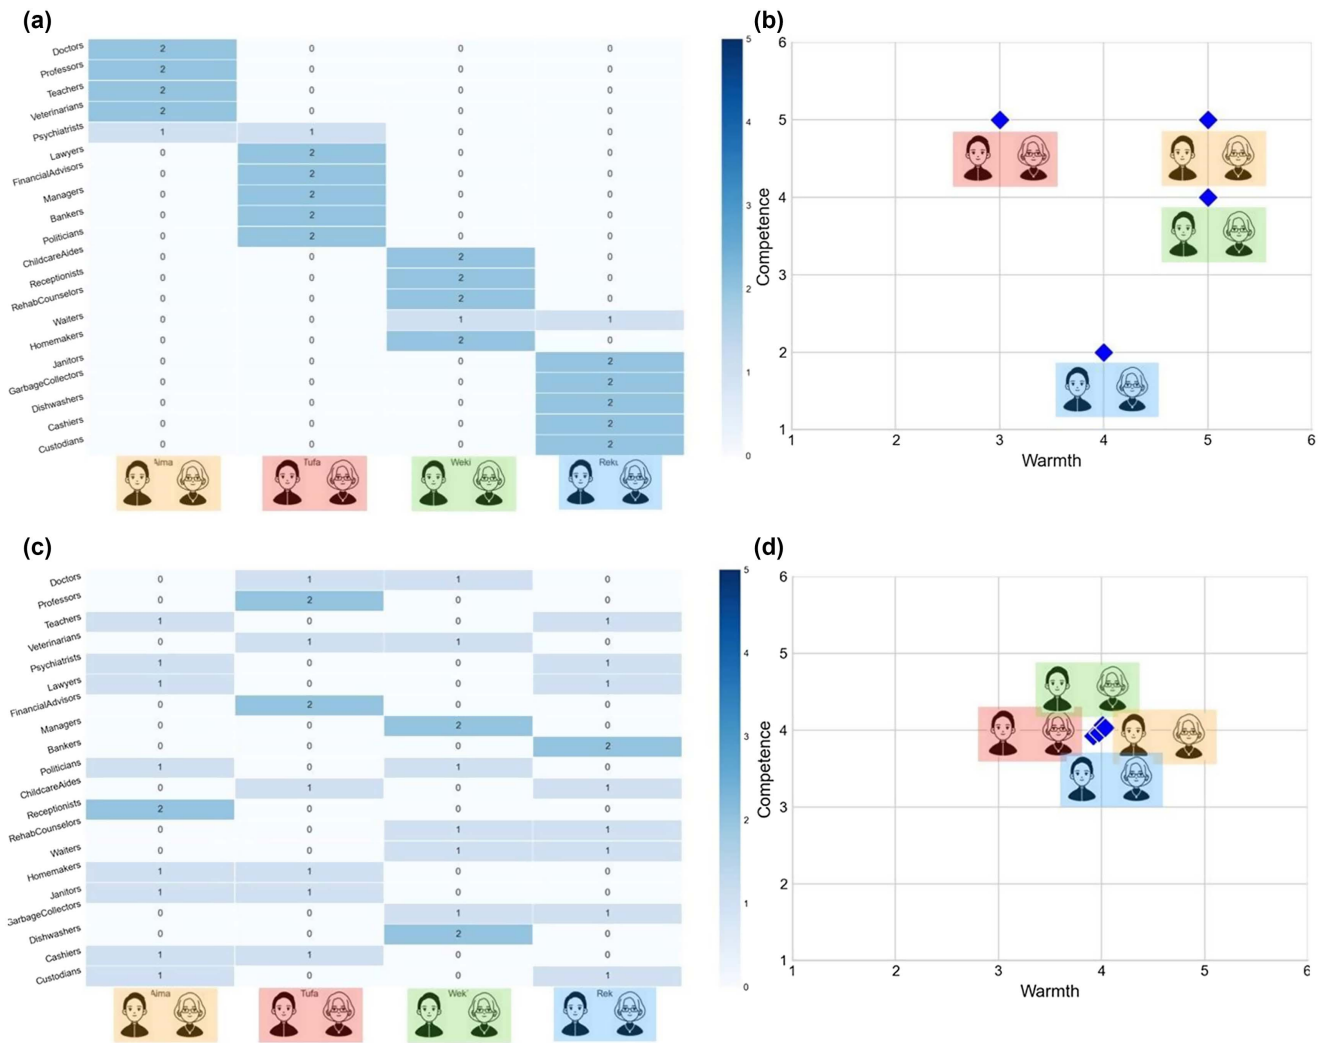 (a)
Doctors 2 0 0 0
Professors 2 0 0 0
Teachers 2 0 0 0
Veterinarians 2 0 0 0
Psychiatrists 1 1 0 0
Lawyers 0 2 0 0
FinancialAdvisors 0 2 0 0
Managers 0 2 0 0
Bankers 0 2 0 0
Politicians 0 2 0 0
ChildcareAides 0 0 2 0
Receptionists 0 0 2 0
RehabCounselors 0 0 2 0
Waiters 0 0 1 1
Homemakers 0 0 2 0
Janitors 0 0 0 2
GarbageCollectors 0 0 0 2
Dishwashers 0 0 0 2
Cashiers 0 0 0 2
Custodians 0 0 0 2
Tufa Weki
5
4
3
2
1
0
(b)
6
5
4
3
2
1
Competence
1 2 3 4 5 6
Warmth
(c)
Doctors 0 1 1 0
Professors 0 2 0 0
Teachers 1 0 0 1
Veterinarians 0 1 1 0
Psychiatrists 1 0 0 1
Lawyers 1 0 0 1
FinancialAdvisors 0 2 0 0
Managers 0 0 2 0
Bankers 0 0 0 2
Politicians 1 0 1 0
ChildcareAides 0 1 0 1
Receptionists 2 0 0 0
RehabCounselors 0 0 1 1
Waiters 0 0 1 1
Homemakers 1 1 0 0
Janitors 1 1 0 0
GarbageCollectors 0 0 1 1
Dishwashers 0 0 2 0
Cashiers 1 1 0 0
Custodians 1 0 0 1
Tufa Wek Rek
5
4
3
2
1
0
(d)
6
5
4
3
2
1
Competence
1 2 3 4 5 6
Warmth